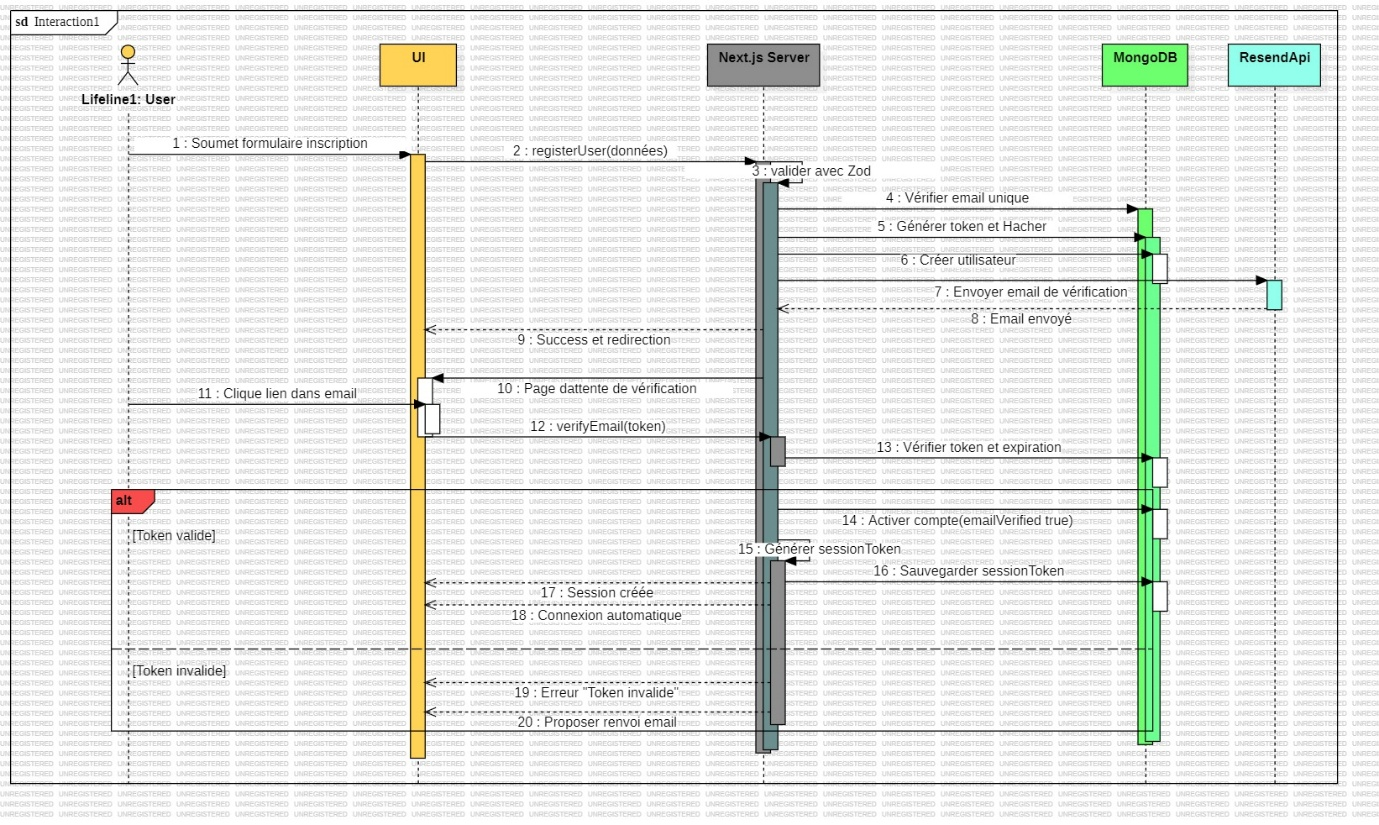 sd Interaction1
Lifeline1: User
UI
Next.js Server
MongoDB
ResendApi
1 : Soumet formulaire inscription
2 : registerUser(données)
3 : valider avec Zod
4 : Vérifier email unique
5 : Générer token et Hacher
6 : Créer utilisateur
7 : Envoyer email de vérification
8 : Email envoyé
9 : Success et redirection
10 : Page dattente de vérification
11 : Clique lien dans email
12 : verifyEmail(token)
13 : Vérifier token et expiration
alt
[Token valide]
14 : Activer compte(emailVerified true)
15 : Générer sessionToken
16 : Sauvegarder sessionToken
17 : Session créée
18 : Connexion automatique
[Token invalide]
19 : Erreur "Token invalide"
20 : Proposer renvoi email
UNREGISTERED